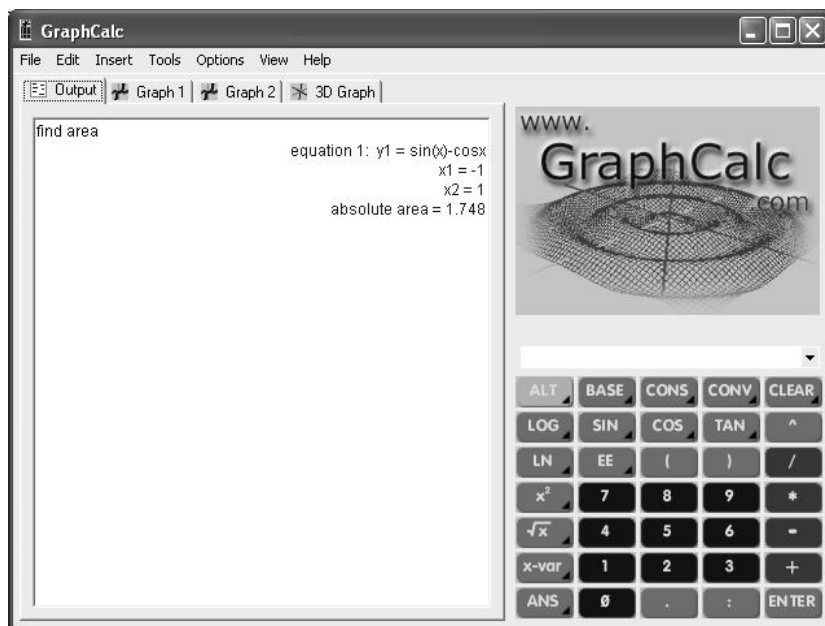 GraphCalc
File Edit Insert Tools Options View Help
Output Graph 1 Graph 2 3D Graph
find area
equation 1: y1 = sin(x)-cosx
x1 = -1
x2 = 1
absolute area = 1.748
www.
GraphCalc
.com
ALT BASE CONS CONV CLEAR
LOG SIN COS TAN ^
LN EE ( ) /
x² 7 8 9 *
√x 4 5 6 -
x-var 1 2 3 +
ANS 0 . : ENTER